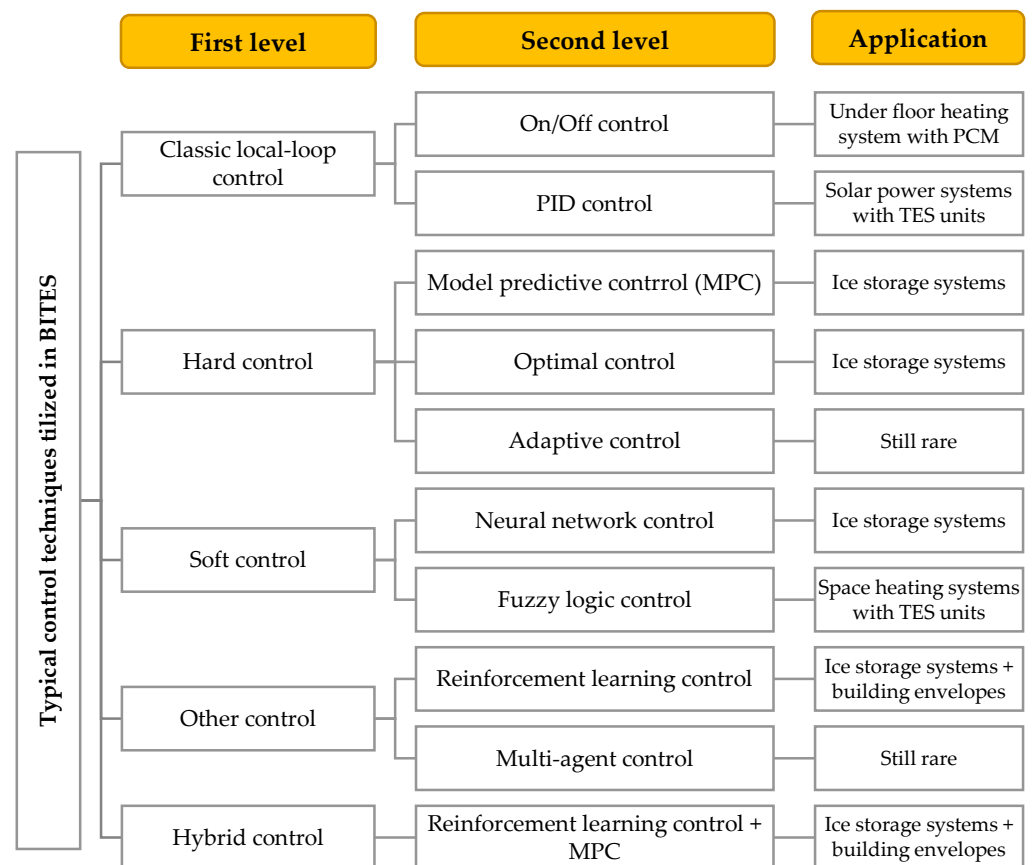 First level
Second level
Application
Typical control techniques tilized in BITES
Classic local-loop
control
On/Off control
Under floor heating
system with PCM
PID control
Solar power systems
with TES units
Hard control
Model predictive contrrol (MPC)
Ice storage systems
Optimal control
Ice storage systems
Adaptive control
Still rare
Soft control
Neural network control
Ice storage systems
Fuzzy logic control
Space heating systems
with TES units
Other control
Reinforcement learning control
Ice storage systems +
building envelopes
Multi-agent control
Still rare
Hybrid control
Reinforcement learning control +
MPC
Ice storage systems +
building envelopes